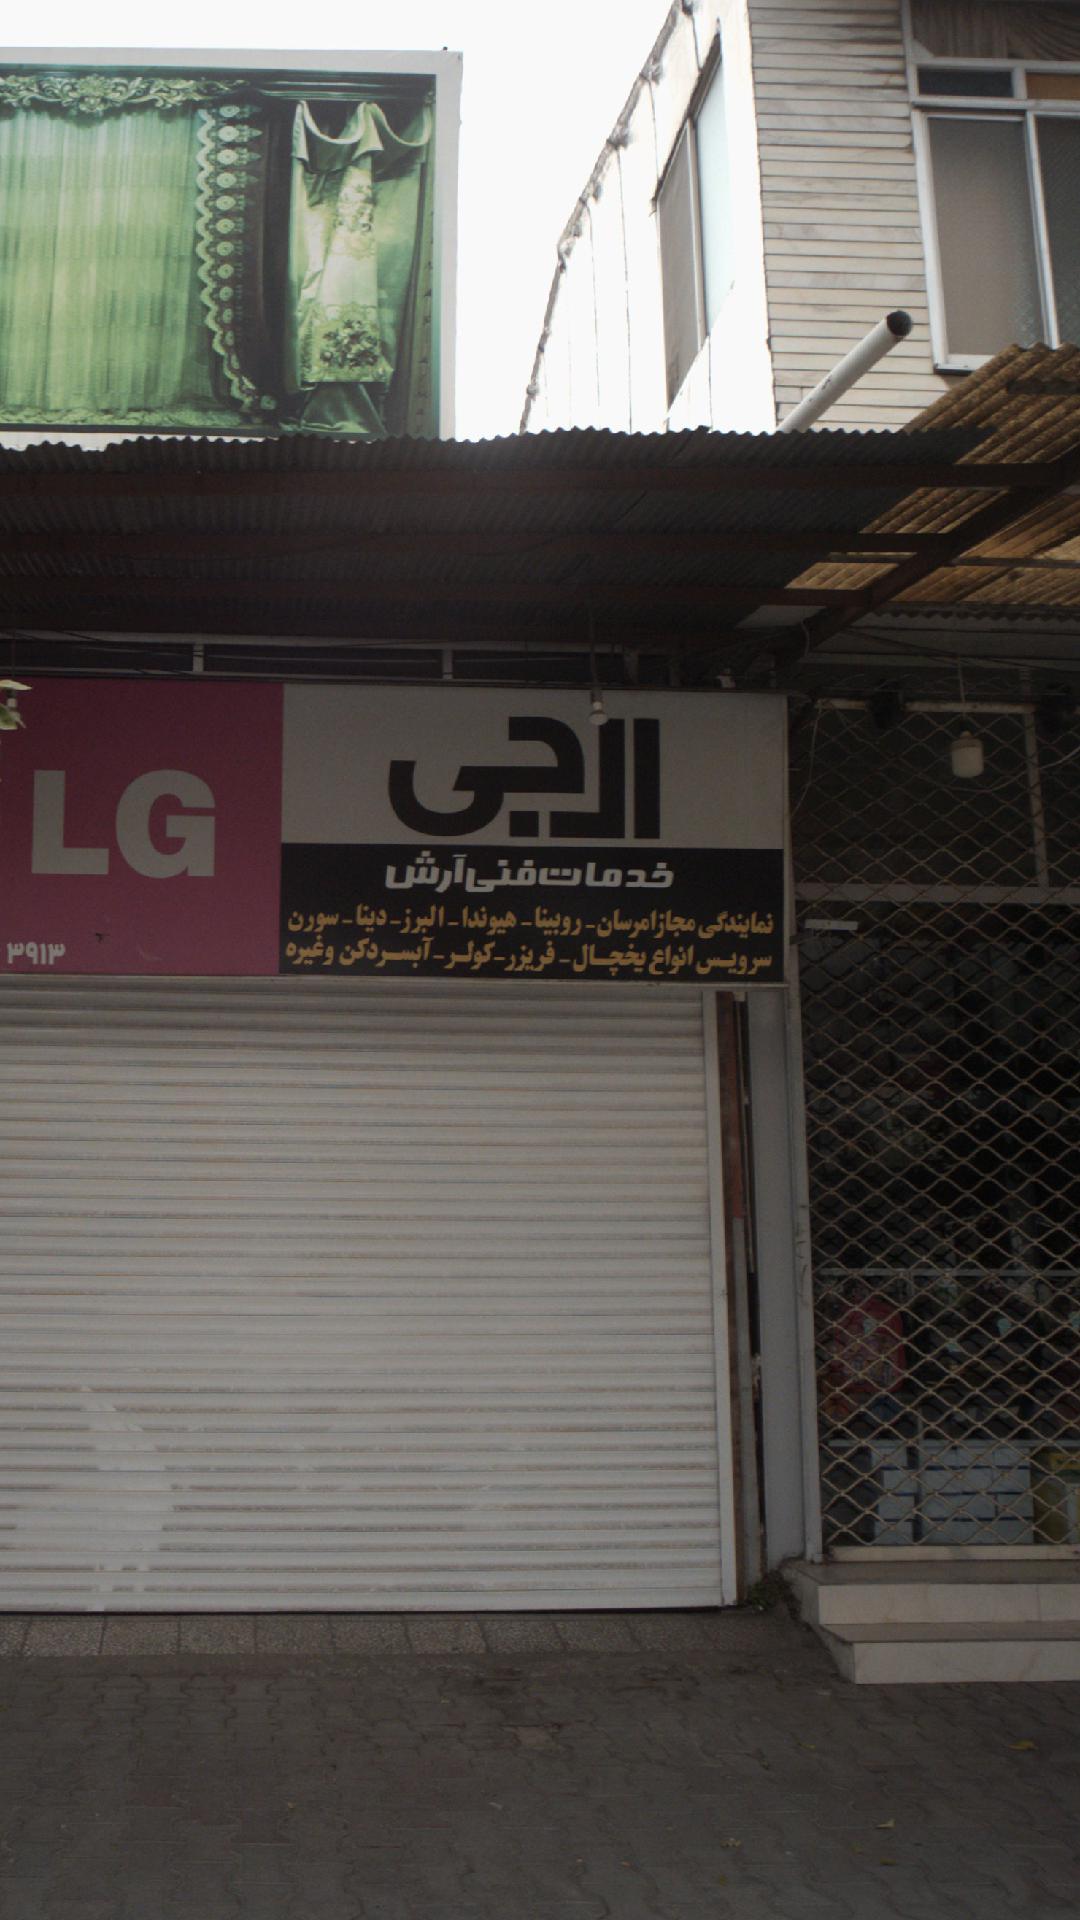 LG
ال‌جی
خدمات فنی آرش
نمایندگی مجاز امرسان - روبینا - هیوندا - البرز - دینا - سورن
سرویس انواع یخچال - فریزر - کولر - آبسردکن و غیره
۳۹۱۳